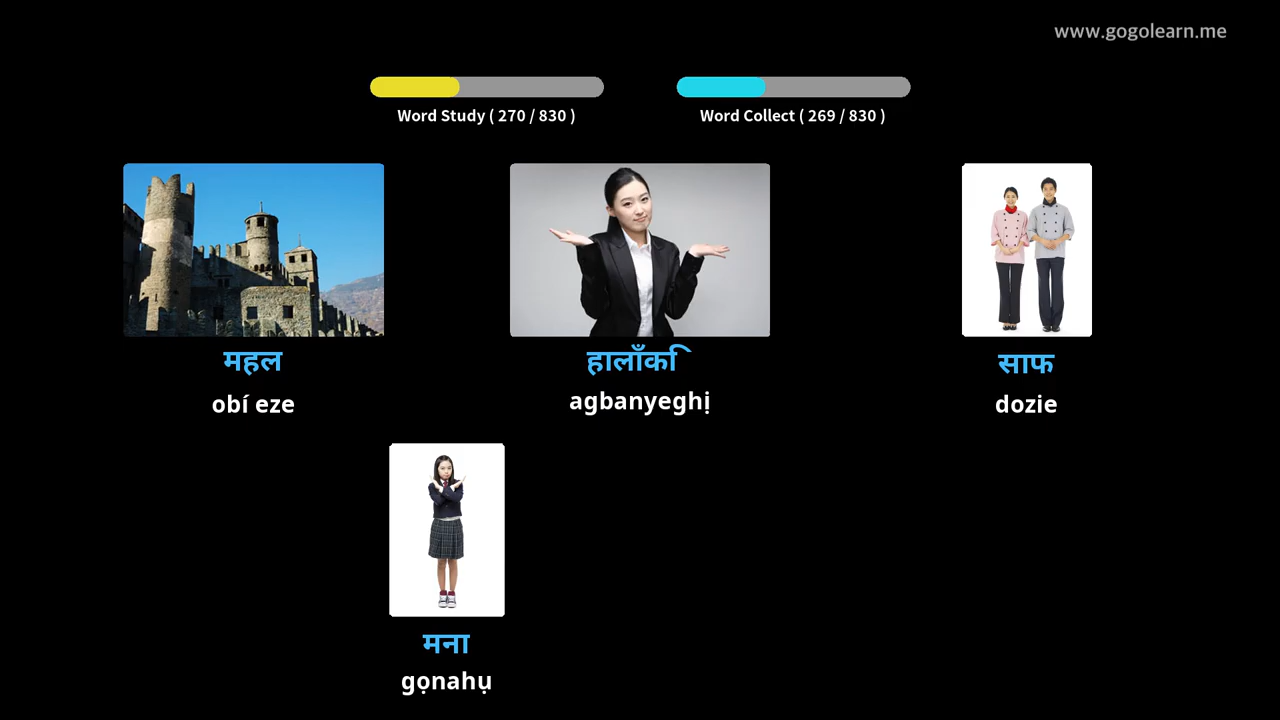 www.gogolearn.me
Word Study ( 270 / 830 )
Word Collect ( 269 / 830 )
महल
obí eze
हालाँकि
agbanyeghị
साफ
dozie
मना
gọnahụ